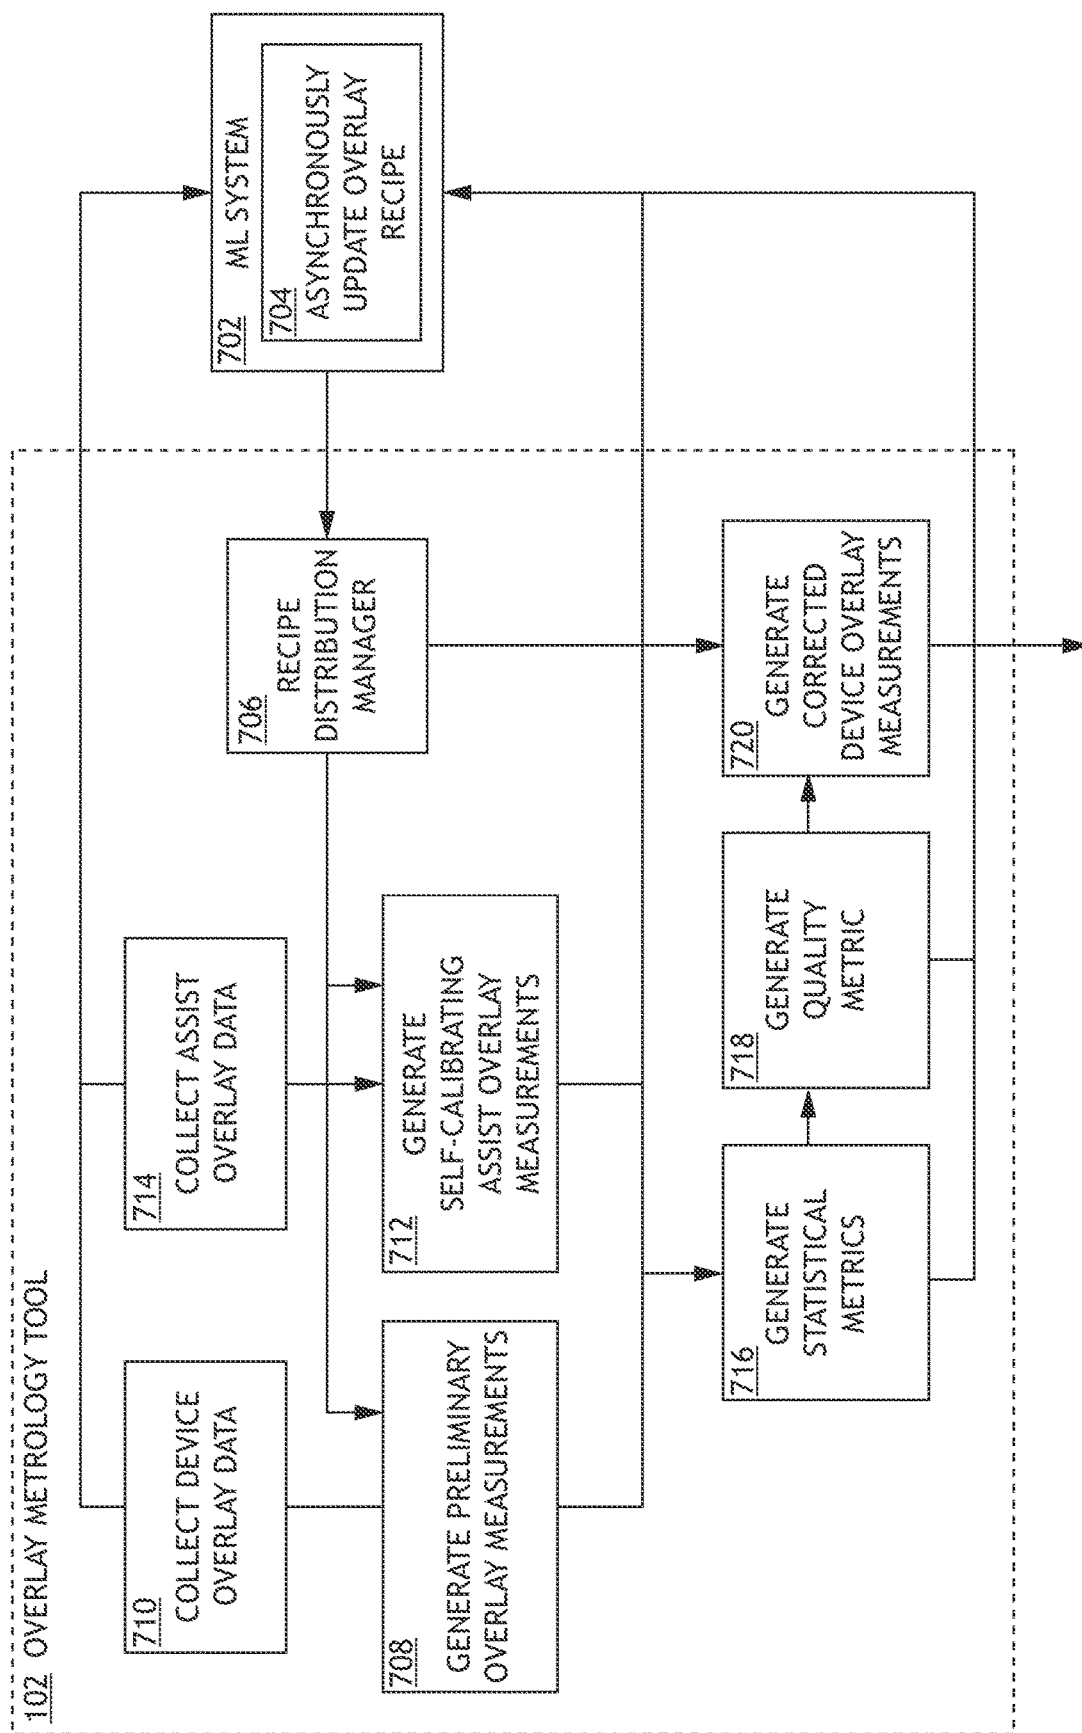 102 OVERLAY METROLOGY TOOL
710
COLLECT DEVICE
OVERLAY DATA
714
COLLECT ASSIST
OVERLAY DATA
706
RECIPE
DISTRIBUTION
MANAGER
702
ML SYSTEM
704
ASYNCHRONOUSLY
UPDATE OVERLAY
RECIPE
708
GENERATE PRELIMINARY
OVERLAY MEASUREMENTS
712
GENERATE
SELF-CALIBRATING
ASSIST OVERLAY
MEASUREMENTS
716
GENERATE
STATISTICAL
METRICS
718
GENERATE
QUALITY
METRIC
720
GENERATE
CORRECTED
DEVICE OVERLAY
MEASUREMENTS